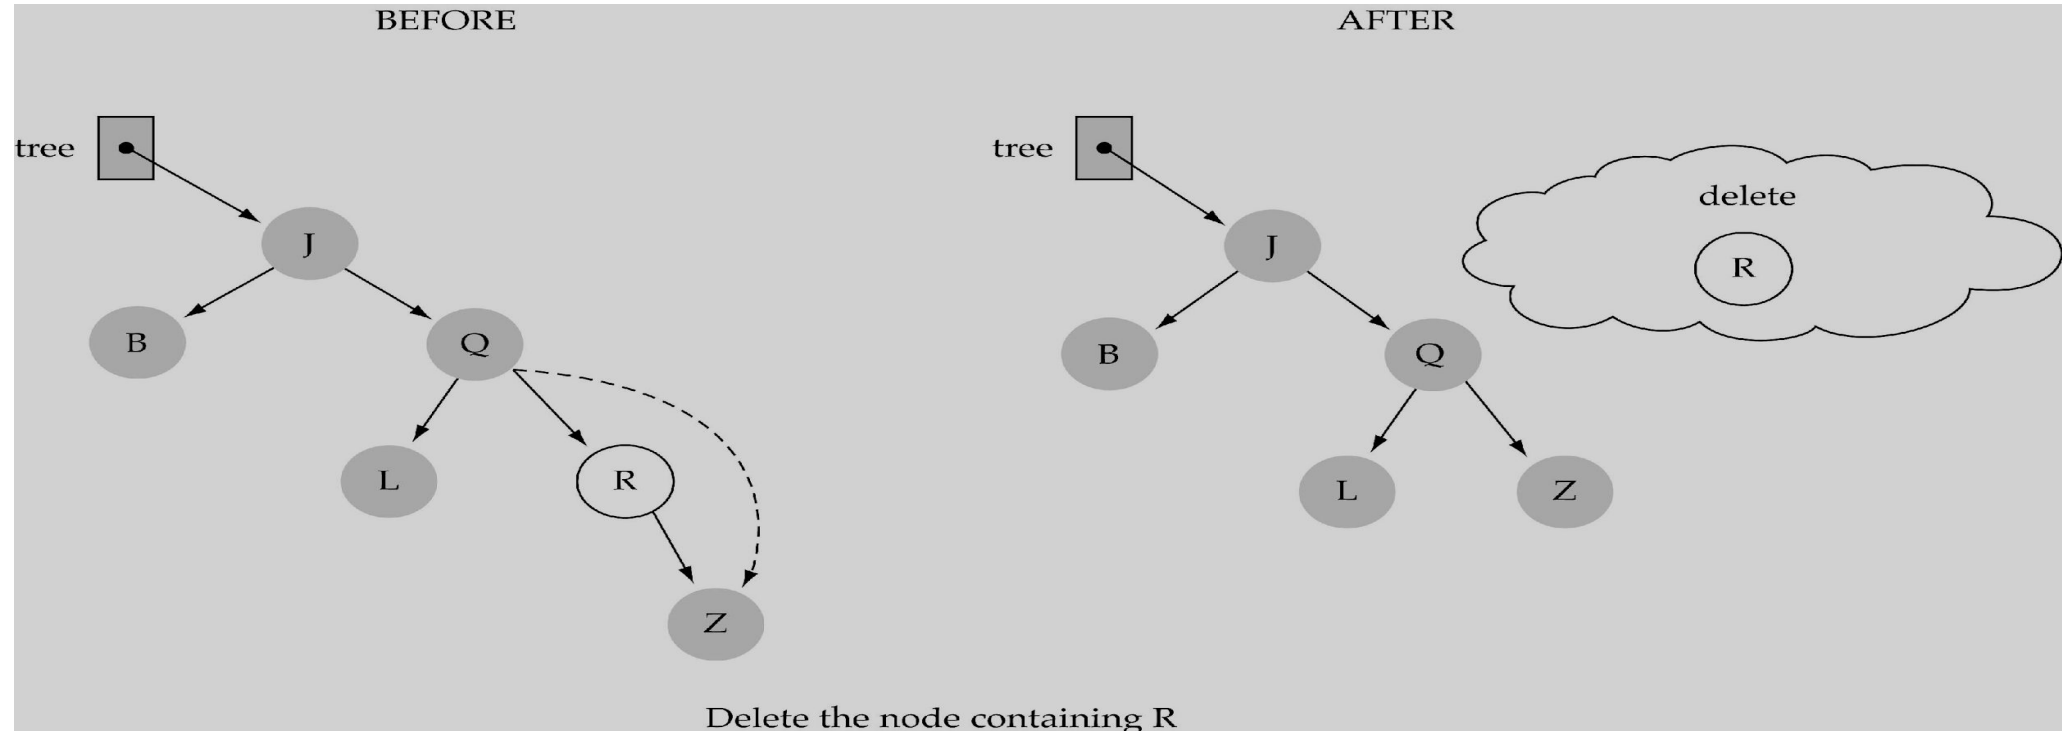 BEFORE AFTER
tree tree
delete
J J R
B Q B Q
L R L Z
Z
Delete the node containing R